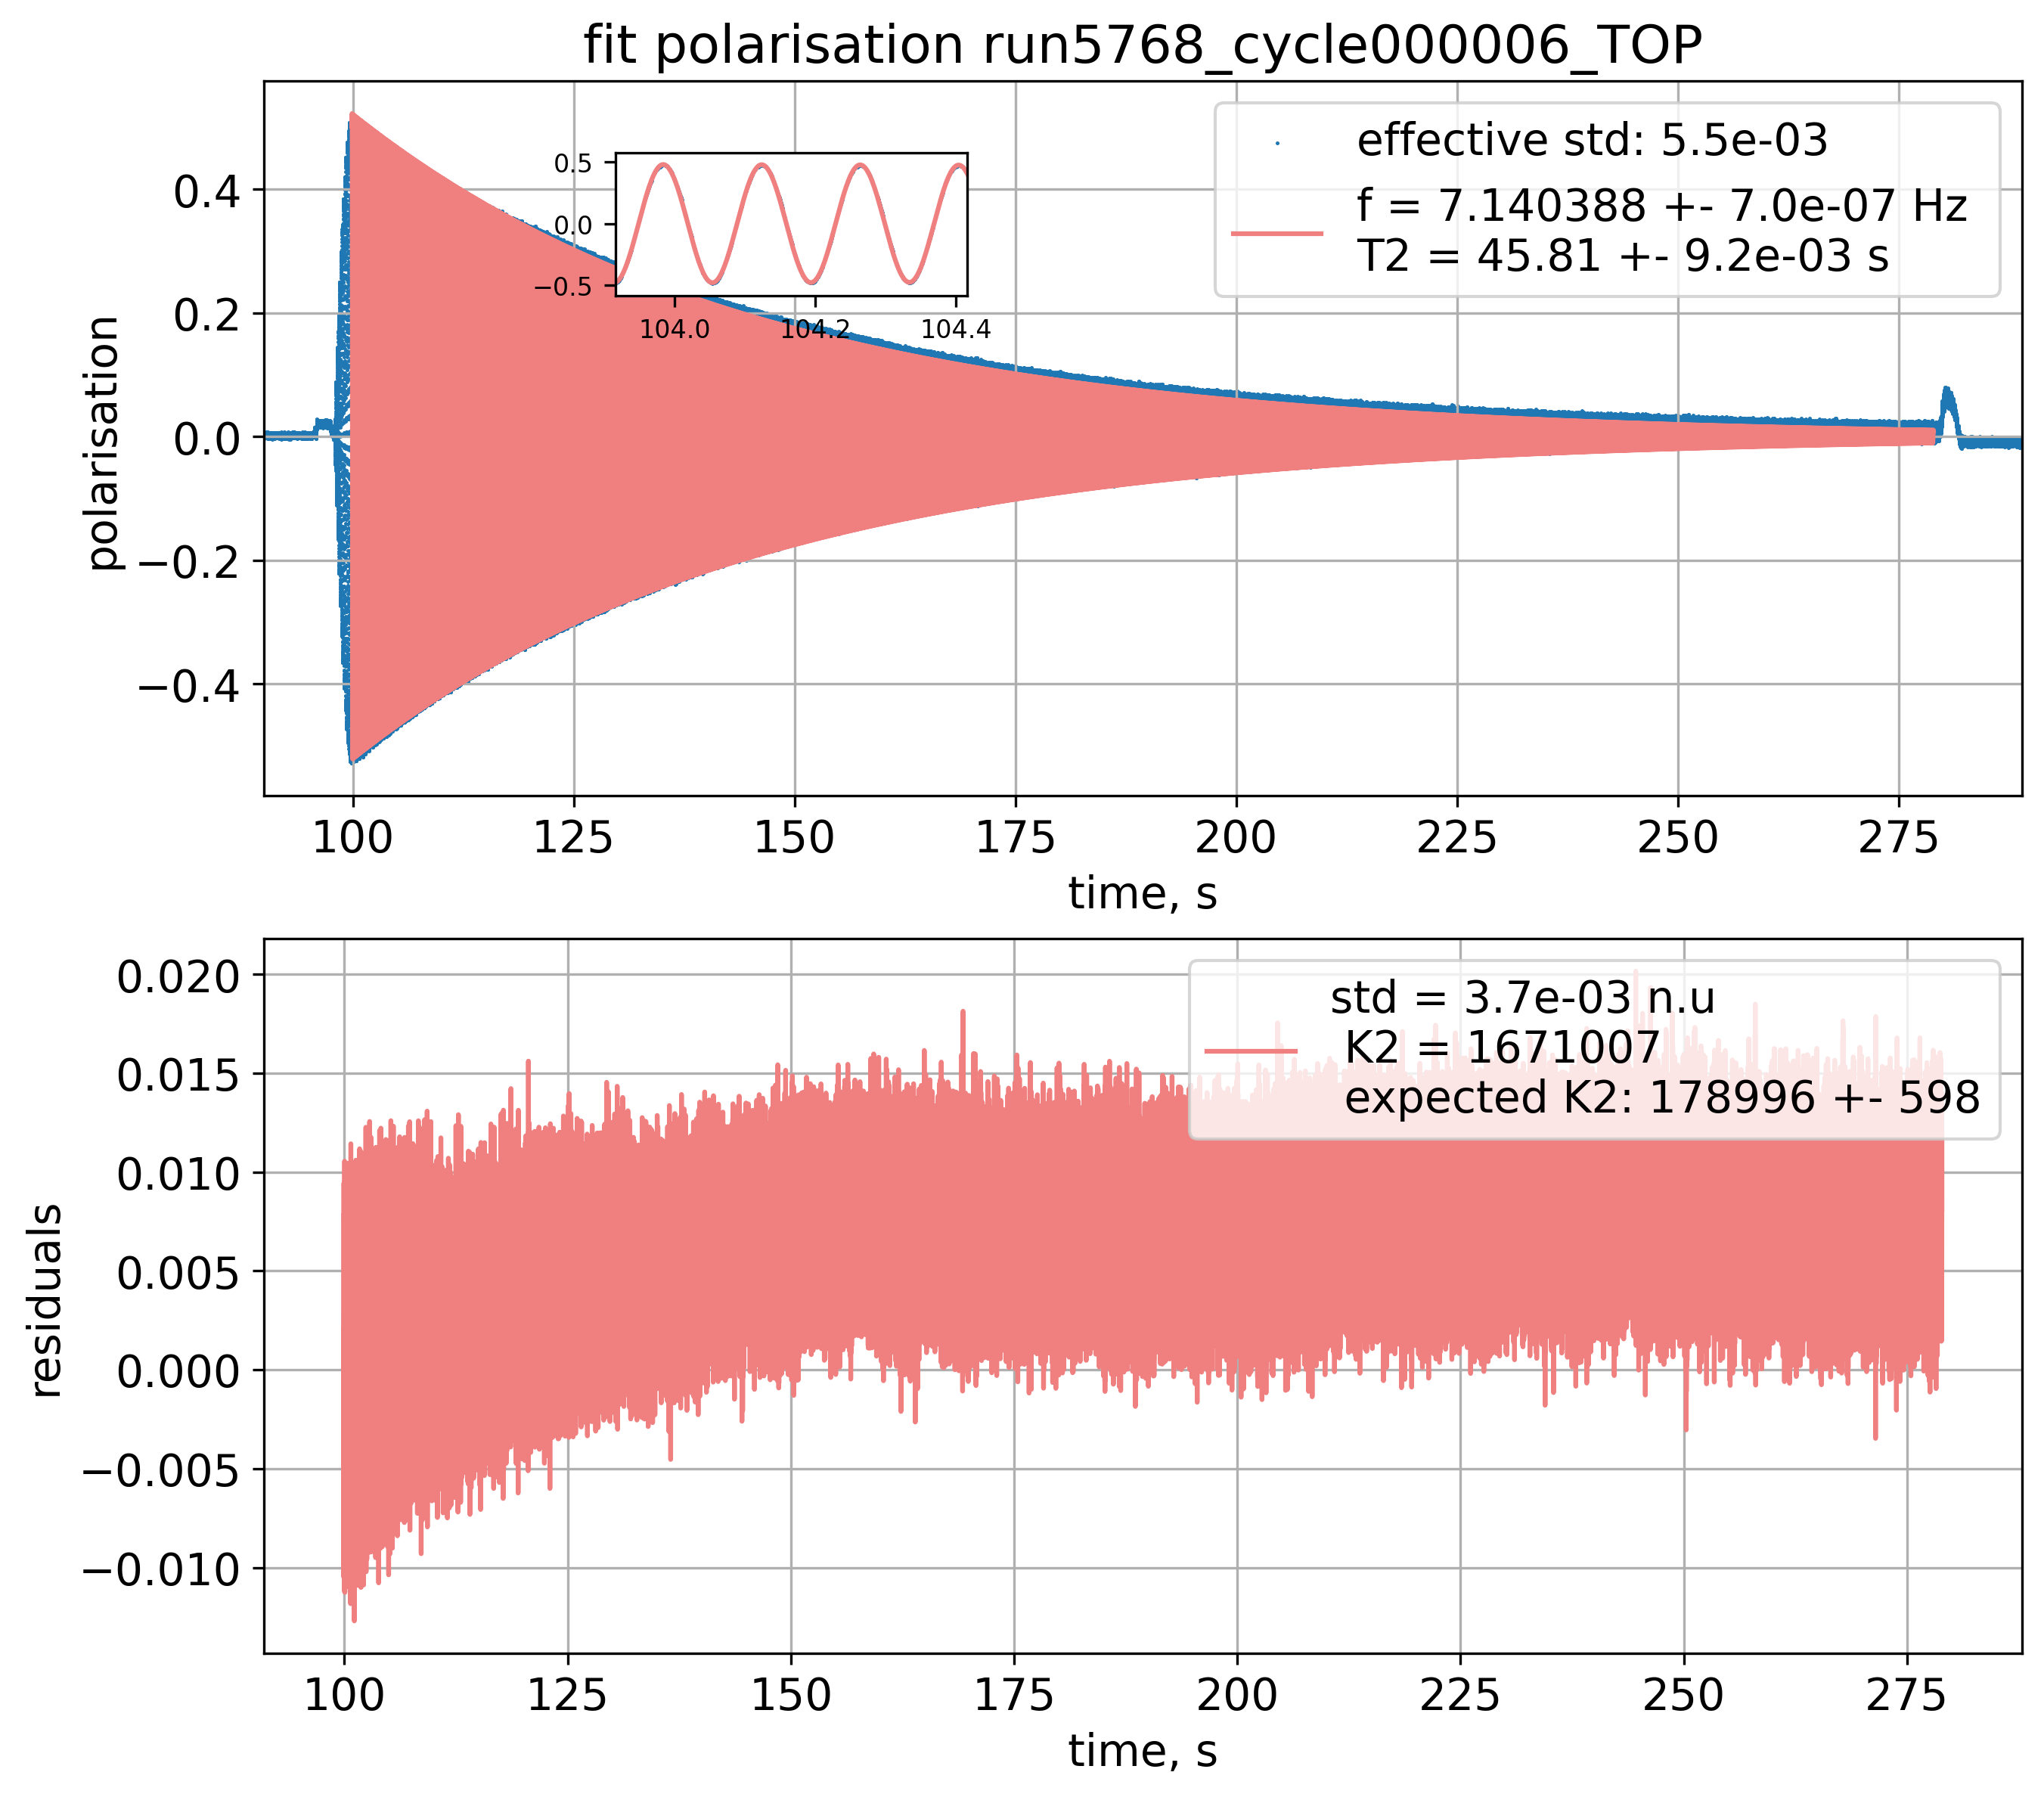 fit polarisation run5768_cycle000006_TOP
polarisation
0.4
0.2
0.0
−0.2
−0.4
0.5
0.0
−0.5
104.0 104.2 104.4
effective std: 5.5e-03
f = 7.140388 +- 7.0e-07 Hz
T2 = 45.81 +- 9.2e-03 s
100 125 150 175 200 225 250 275
time, s
residuals
0.020
0.015
0.010
0.005
0.000
−0.005
−0.010
std = 3.7e-03 n.u
K2 = 1671007
expected K2: 178996 +- 598
100 125 150 175 200 225 250 275
time, s